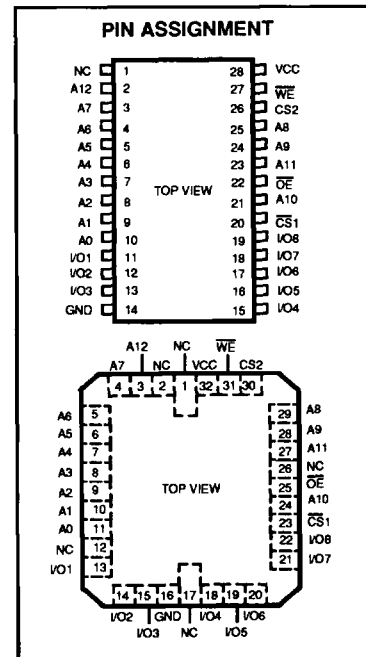 PIN ASSIGNMENT
NC 1 28 VCC
A12 2 27 WE
A7 3 26 CS2
A6 4 25 A8
A5 5 24 A9
A4 6 23 A11
A3 7 22 OE
A2 8 21 A10
A1 9 20 CS1
A0 10 19 I/O8
I/O1 11 18 I/O7
I/O2 12 17 I/O6
I/O3 13 16 I/O5
GND 14 15 I/O4
TOP VIEW
A12 NC WE
A7 NC VCC CS2
4 3 2 1 32 31 30
A6 5 29 A8
A5 6 28 A9
A4 7 27 A11
A3 8 26 NC
A2 9 25 OE
A1 10 24 A10
A0 11 23 CS1
NC 12 22 I/O8
I/O1 13 21 I/O7
TOP VIEW
14 15 16 17 18 19 20
I/O2 GND I/O4 I/O6
I/O3 NC I/O5